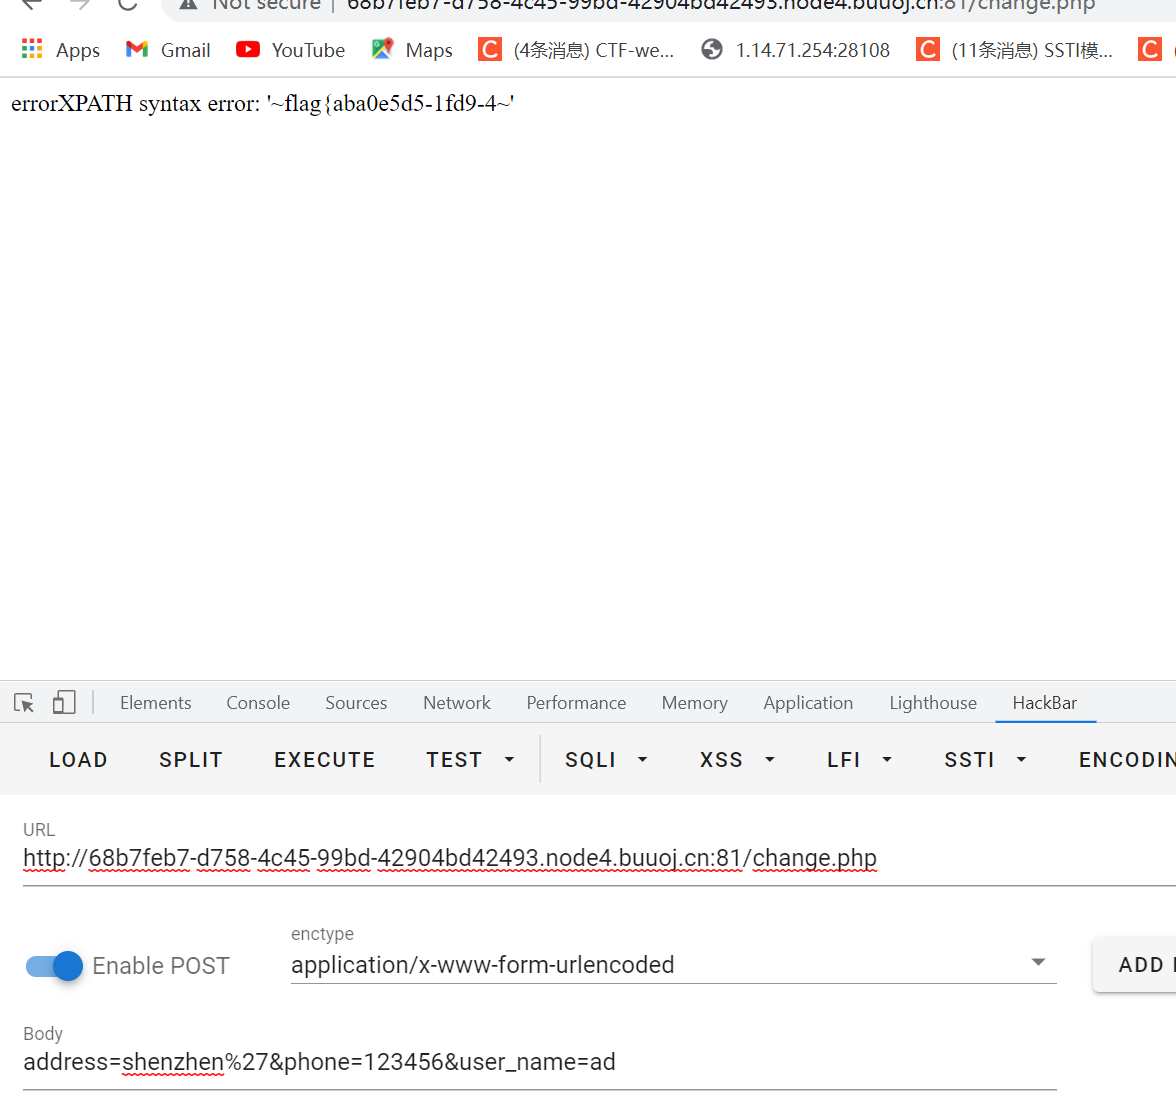 Not secure | 68b7feb7-d758-4c45-99bd-42904bd42493.node4.buuoj.cn:81/change.php
Apps Gmail YouTube Maps C (4条消息) CTF-we... 1.14.71.254:28108 C (11条消息) SSTI模... C
errorXPATH syntax error: '~flag{aba0e5d5-1fd9-4~'
Elements Console Sources Network Performance Memory Application Lighthouse HackBar
LOAD SPLIT EXECUTE TEST SQLI XSS LFI SSTI ENCODIN
URL
http://68b7feb7-d758-4c45-99bd-42904bd42493.node4.buuoj.cn:81/change.php
enctype
Enable POST application/x-www-form-urlencoded ADD
Body
address=shenzhen%27&phone=123456&user_name=ad